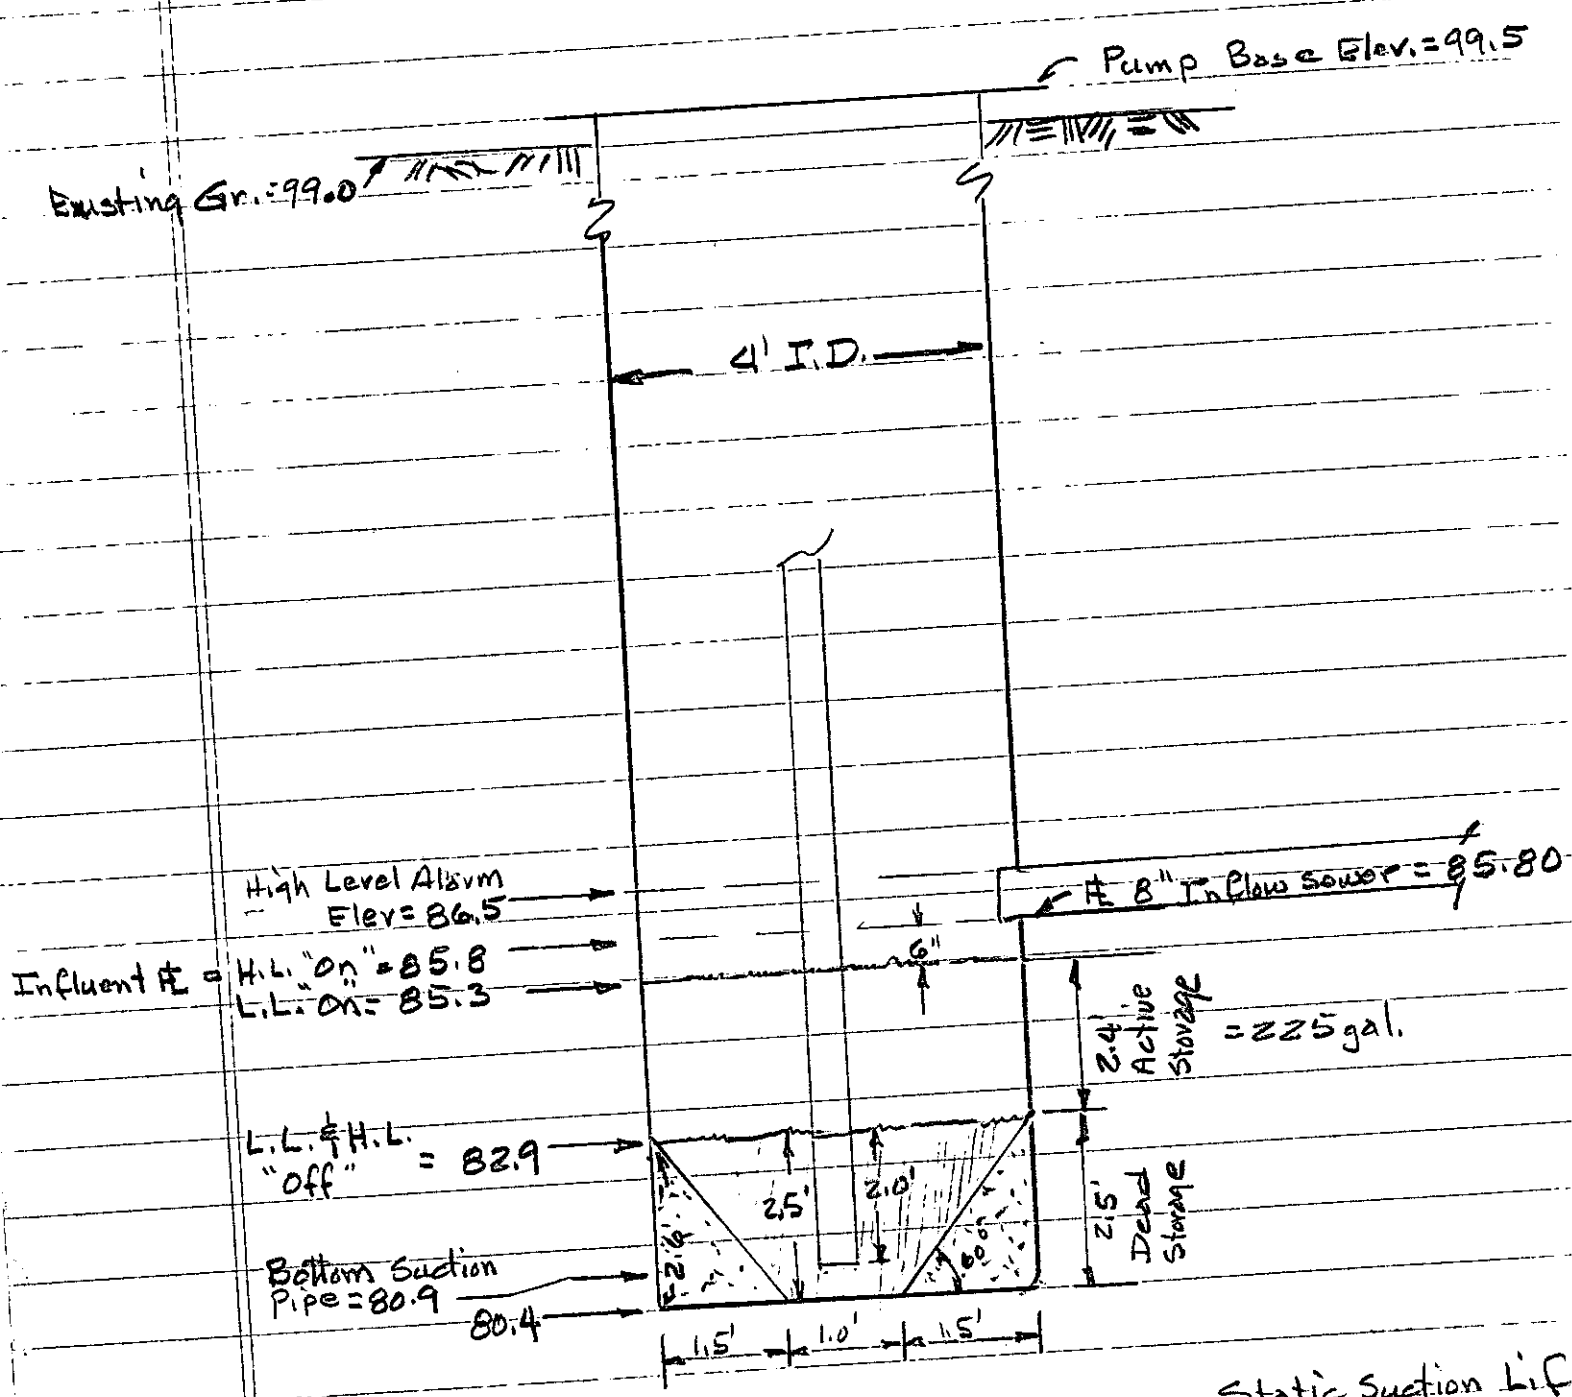 Pump Base Elev.=99.5
Existing Gr.=99.0
4' I.D.
High Level Alarm
Elev=86.5
℄ 8" Inflow sewer = 85.80
6"
Influent ℄ = H.L. "On" = 85.8
L.L. "On" = 85.3
2.4'
Active
Storage
= 225 gal.
L.L. & H.L.
"Off" = 82.9
2.6'
2.5'
2.0'
60°
2.5'
Dead
Storage
Bottom Suction
Pipe = 80.9
80.4
1.5' 1.0' 1.5'
Static Suction Lif